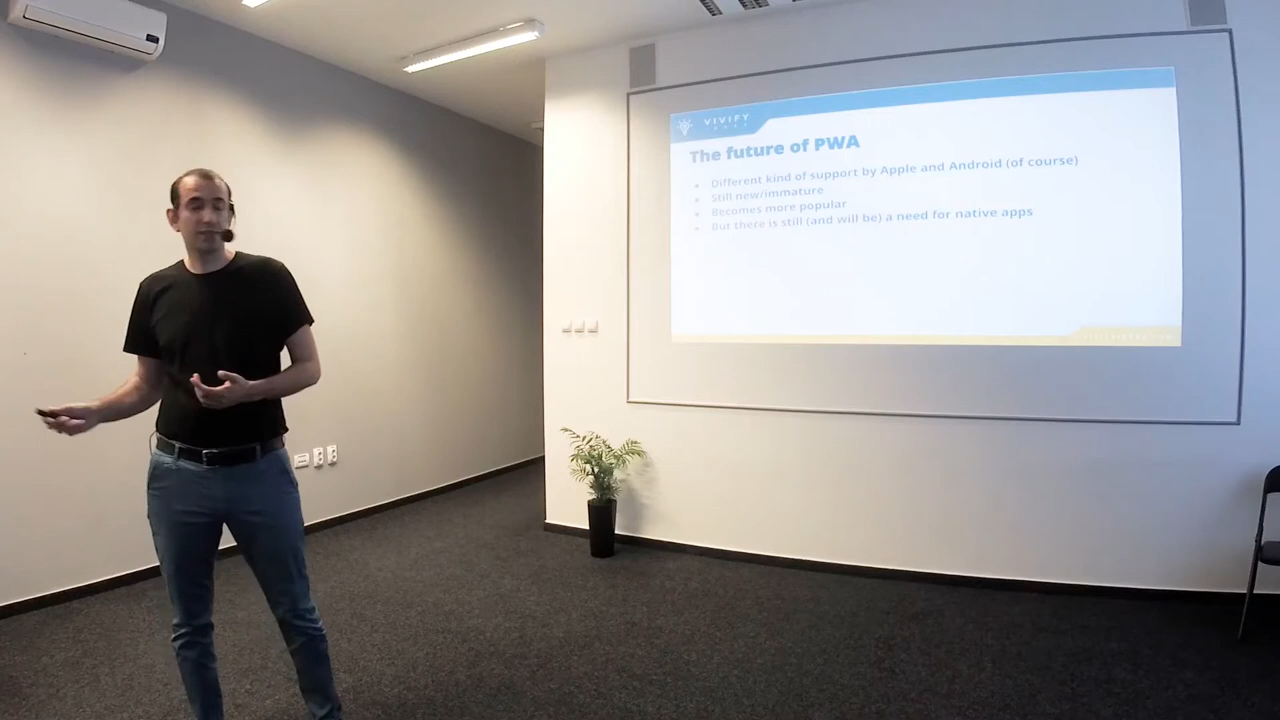 VIVIFY
The future of PWA
Different kind of support by Apple and Android (of course)
Still new/immature
Becomes more popular
But there is still (and will be) a need for native apps